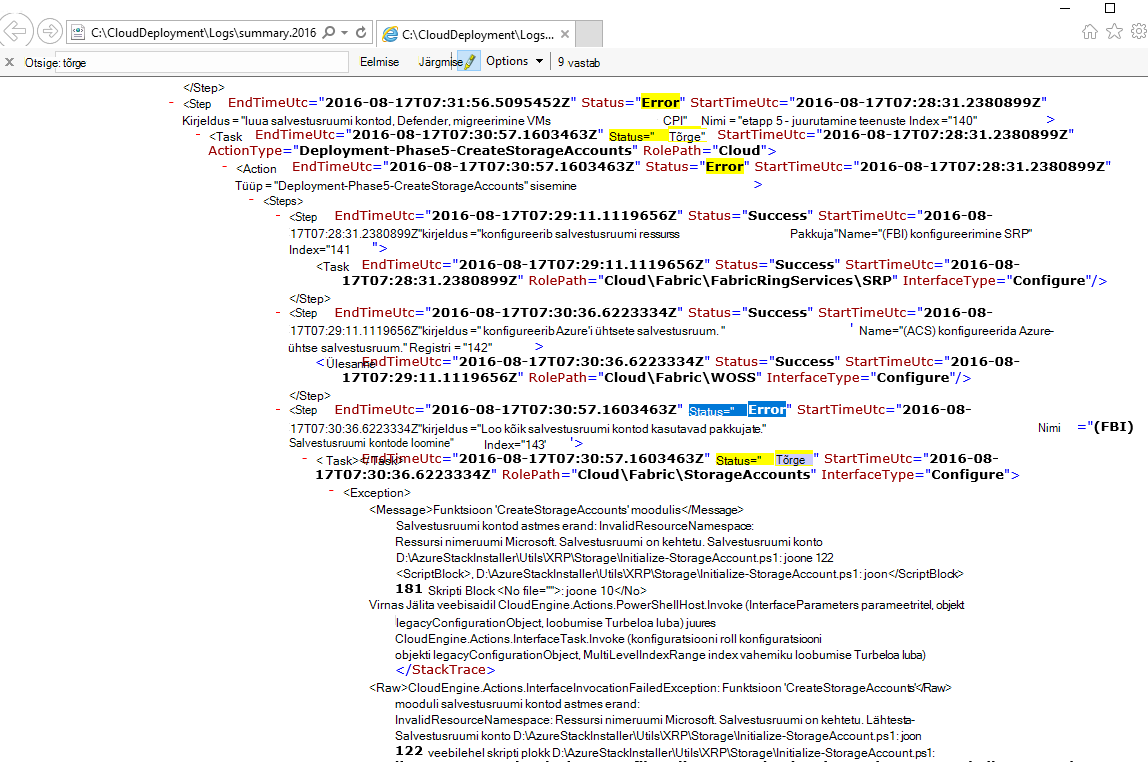 C:\CloudDeployment\Logs\summary.2016
C:\CloudDeployment\Logs...
Otsige: tõrge Eelmise Järgmise Options 9 vastab
</Step>
- <Step EndTimeUtc="2016-08-17T07:31:56.5095452Z" Status="Error" StartTimeUtc="2016-08-17T07:28:31.2380899Z"
Kirjeldus = "luua salvestusruumi kontod, Defender, migreerimine VMs CPI" Nimi = "etapp 5 - juurutamine teenuste Index = "140" >
- <Task EndTimeUtc="2016-08-17T07:30:57.1603463Z" Status=" Tõrge" StartTimeUtc="2016-08-17T07:28:31.2380899Z"
ActionType="Deployment-Phase5-CreateStorageAccounts" RolePath="Cloud">
- <Action EndTimeUtc="2016-08-17T07:30:57.1603463Z" Status="Error" StartTimeUtc="2016-08-17T07:28:31.2380899Z"
Tüüp = "Deployment-Phase5-CreateStorageAccounts" sisemine >
- <Steps>
- <Step EndTimeUtc="2016-08-17T07:29:11.1119656Z" Status="Success" StartTimeUtc="2016-08-
17T07:28:31.2380899Z"kirjeldus ="konfigureerib salvestusruumi ressurss Pakkuja"Name="(FBI) konfigureerimine SRP"
Index="141 ">
<Task EndTimeUtc="2016-08-17T07:29:11.1119656Z" Status="Success" StartTimeUtc="2016-08-
17T07:28:31.2380899Z" RolePath="Cloud\Fabric\FabricRingServices\SRP" InterfaceType="Configure"/>
</Step>
- <Step EndTimeUtc="2016-08-17T07:30:36.6223334Z" Status="Success" StartTimeUtc="2016-08-
17T07:29:11.1119656Z"kirjeldus =" konfigureerib Azure'i ühtsete salvestusruum. " ' Name="(ACS) konfigureerida Azure-
ühtse salvestusruum." Registri = "142" >
<Ülesanne EndTimeUtc="2016-08-17T07:30:36.6223334Z" Status="Success" StartTimeUtc="2016-08-
17T07:29:11.1119656Z" RolePath="Cloud\Fabric\WOSS" InterfaceType="Configure"/>
</Step>
- <Step EndTimeUtc="2016-08-17T07:30:57.1603463Z" Status=" Error" StartTimeUtc="2016-08-
17T07:30:36.6223334Z"kirjeldus ="Loo kõik salvestusruumi kontod kasutavad pakkujate." Nimi ="(FBI)
Salvestusruumi kontode loomine" Index="143' '>
- < Task></Task> EndTimeUtc="2016-08-17T07:30:57.1603463Z" Status=" Tõrge " StartTimeUtc="2016-08-
17T07:30:36.6223334Z" RolePath="Cloud\Fabric\StorageAccounts" InterfaceType="Configure">
- <Exception>
<Message>Funktsioon 'CreateStorageAccounts' moodulis</Message>
Salvestusruumi kontod astmes erand: InvalidResourceNamespace:
Ressursi nimeruumi Microsoft. Salvestusruumi on kehtetu. Salvestusruumi konto
D:\AzureStackInstaller\Utils\XRP\Storage\Initialize-StorageAccount.ps1: joone 122
<ScriptBlock>, D:\AzureStackInstaller\Utils\XRP\Storage\Initialize-StorageAccount.ps1: joon</ScriptBlock>
181 Skripti Block <No file="">: joone 10</No>
Virnas Jälita veebisaidil CloudEngine.Actions.PowerShellHost.Invoke (InterfaceParameters parameetritel, objekt
legacyConfigurationObject, loobumise Turbeloa luba) juures
CloudEngine.Actions.InterfaceTask.Invoke (konfiguratsiooni roll konfiguratsiooni
objekti legacyConfigurationObject, MultiLevelIndexRange index vahemiku loobumise Turbeloa luba)
</StackTrace>
<Raw>CloudEngine.Actions.InterfaceInvocationFailedException: Funktsioon 'CreateStorageAccounts'</Raw>
mooduli salvestusruumi kontod astmes erand:
InvalidResourceNamespace: Ressursi nimeruumi Microsoft. Salvestusruumi on kehtetu. Lähtesta-
Salvestusruumi konto D:\AzureStackInstaller\Utils\XRP\Storage\Initialize-StorageAccount.ps1: joon
122 veebilehel skripti plokk D:\AzureStackInstaller\Utils\XRP\Storage\Initialize-StorageAccount.ps1: